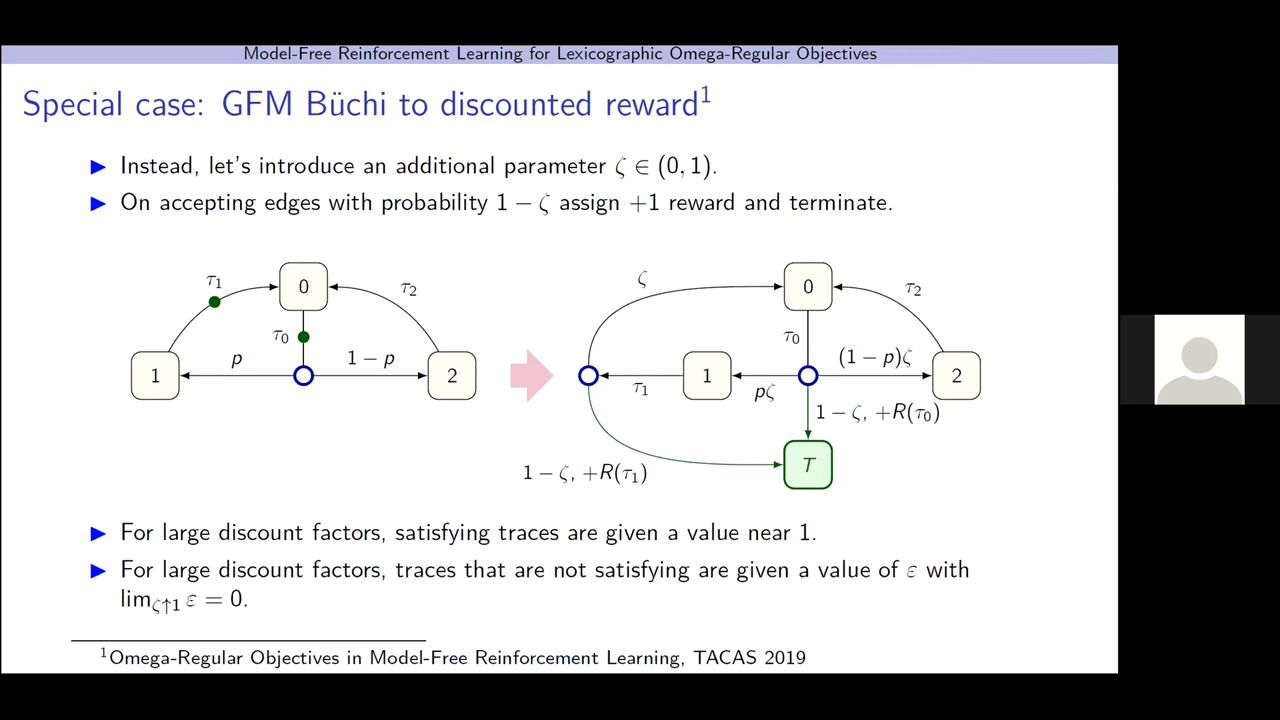 Model-Free Reinforcement Learning for Lexicographic Omega-Regular Objectives
Special case: GFM Büchi to discounted reward¹
Instead, let's introduce an additional parameter ζ ∈ (0, 1).
On accepting edges with probability 1 − ζ assign +1 reward and terminate.
τ₁
0
τ₂
τ₀
p
1 − p
1
2
ζ
0
τ₂
τ₀
(1 − p)ζ
1
2
τ₁
pζ
1 − ζ, +R(τ₀)
T
1 − ζ, +R(τ₁)
For large discount factors, satisfying traces are given a value near 1.
For large discount factors, traces that are not satisfying are given a value of ε with
lim_ζ↑1 ε = 0.
¹Omega-Regular Objectives in Model-Free Reinforcement Learning, TACAS 2019